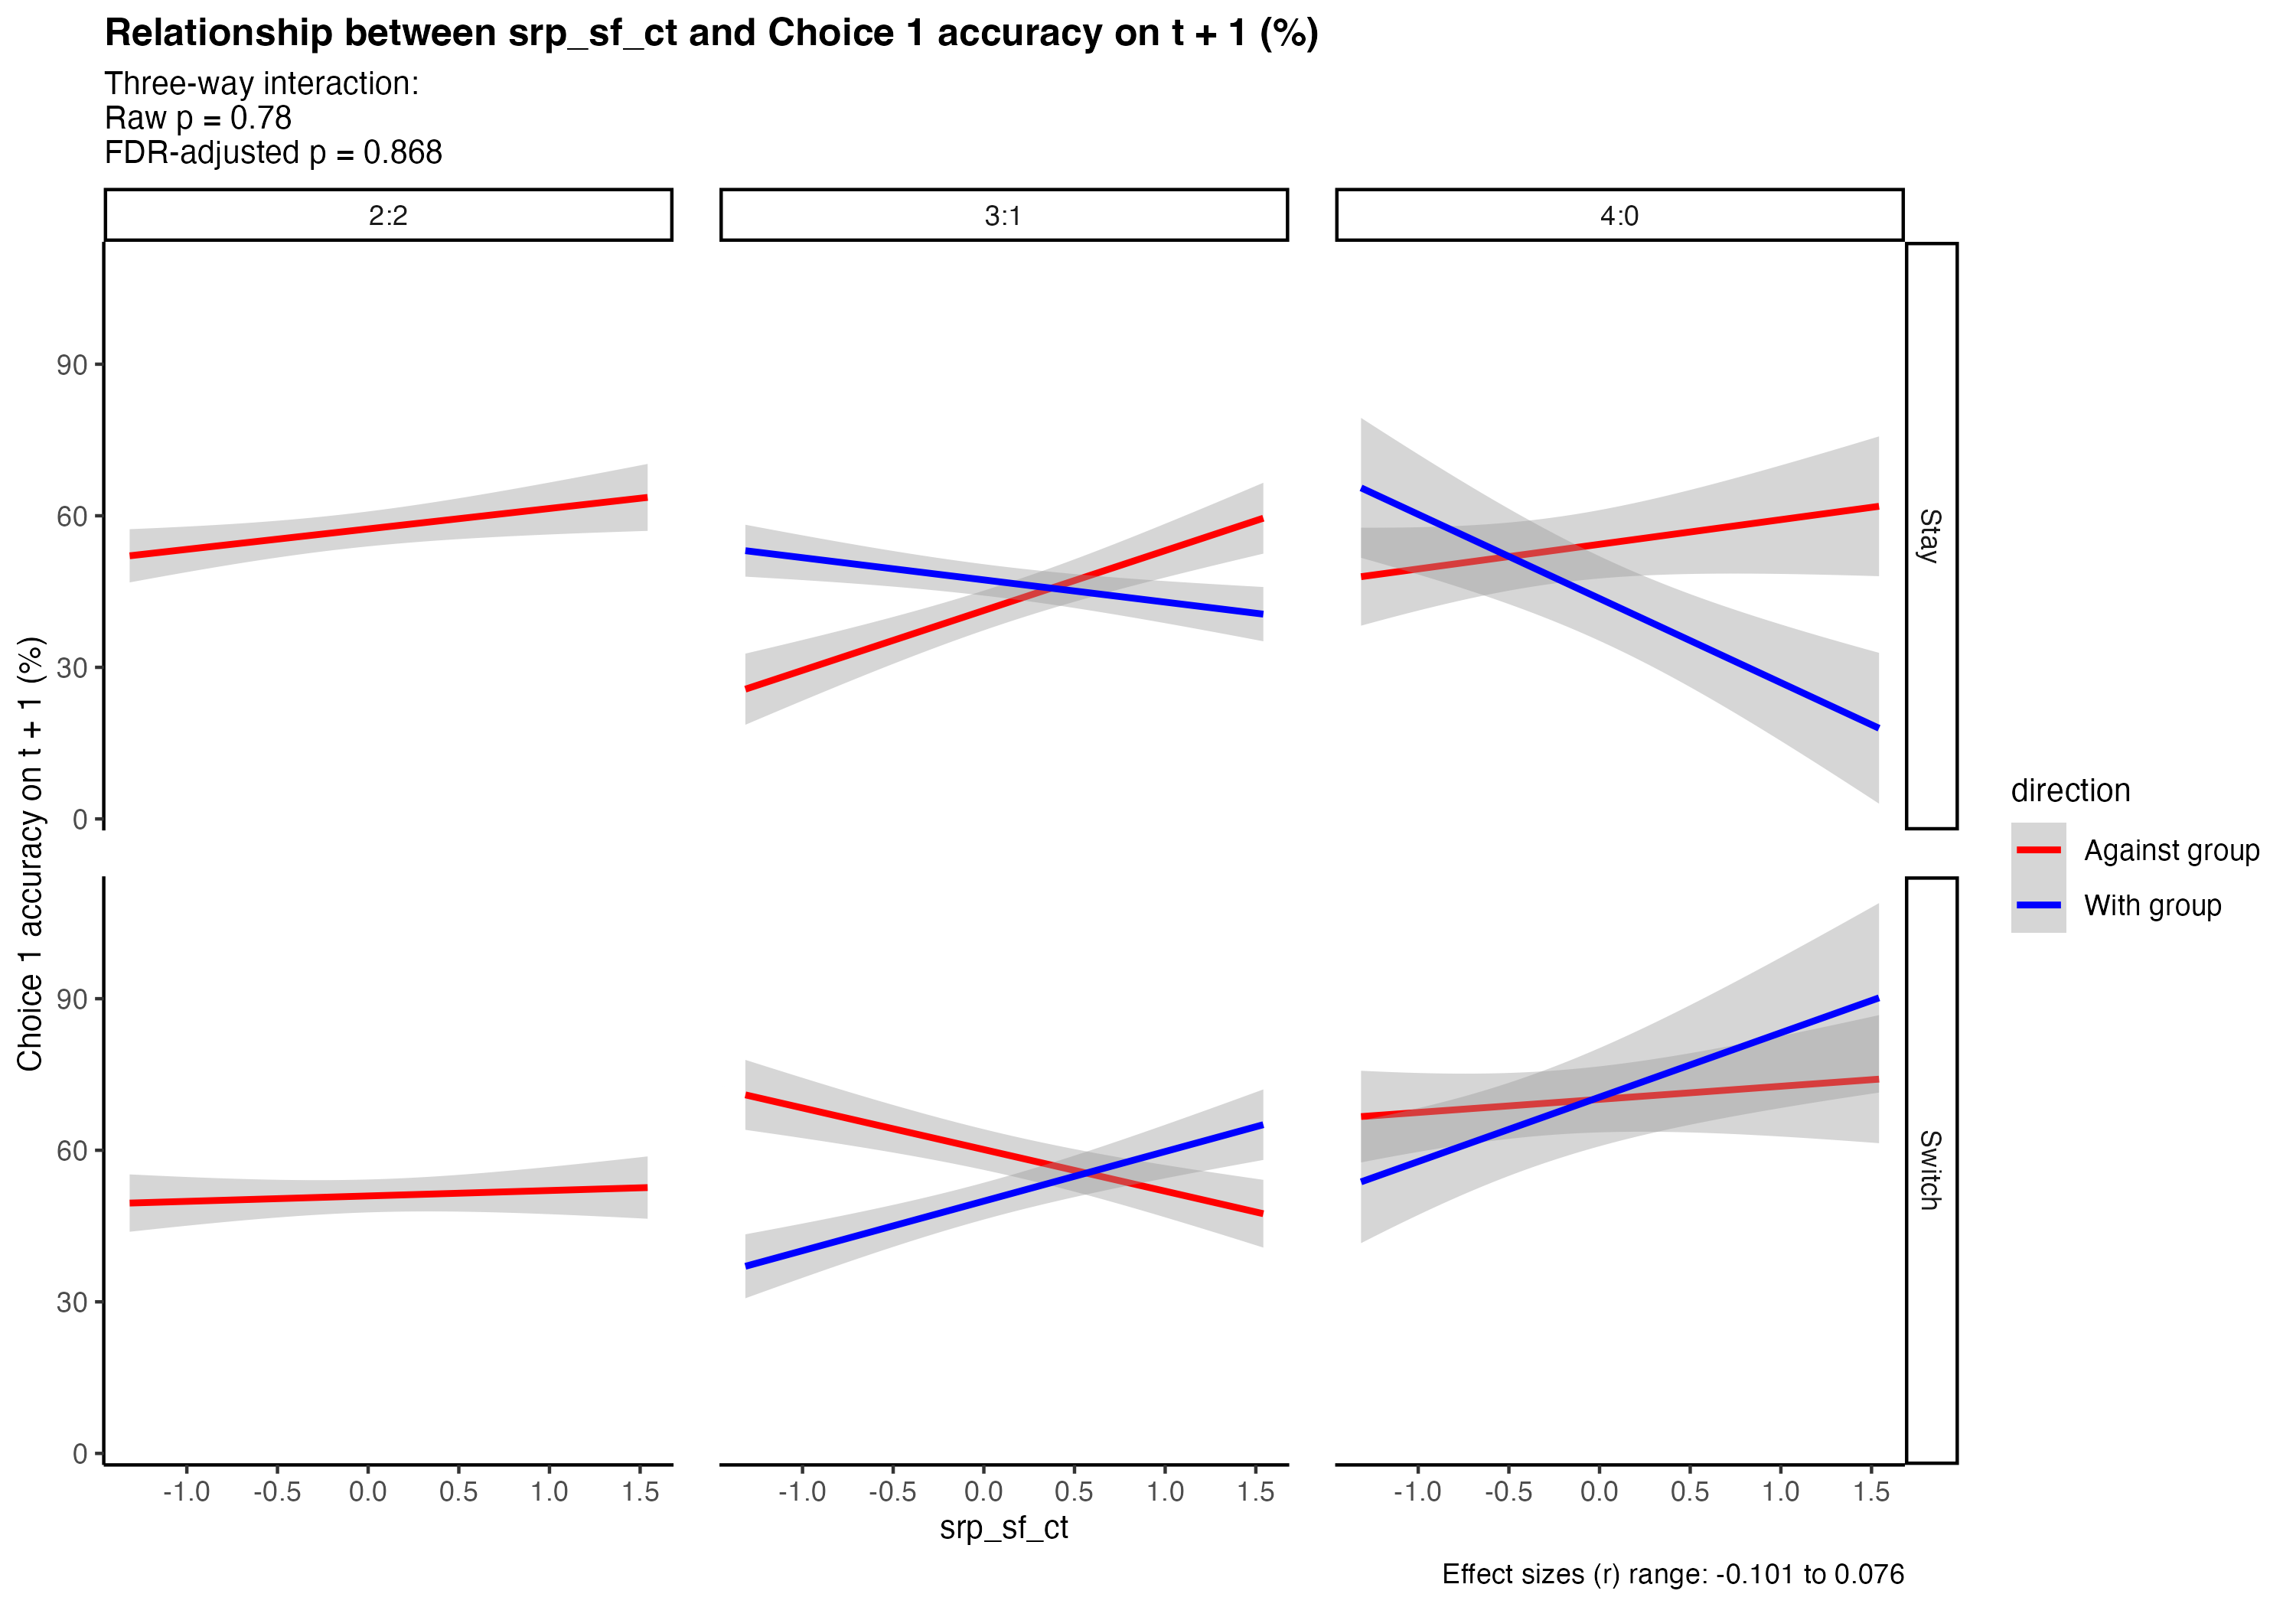 Relationship between srp_sf_ct and Choice 1 accuracy on t + 1 (%)
Three-way interaction:
Raw p = 0.78
FDR-adjusted p = 0.868
2:2
3:1
4:0
Stay
90
60
30
0
Choice 1 accuracy on t + 1 (%)
direction
Against group
With group
Switch
90
60
30
0
-1.0 -0.5 0.0 0.5 1.0 1.5
-1.0 -0.5 0.0 0.5 1.0 1.5
-1.0 -0.5 0.0 0.5 1.0 1.5
srp_sf_ct
Effect sizes (r) range: -0.101 to 0.076